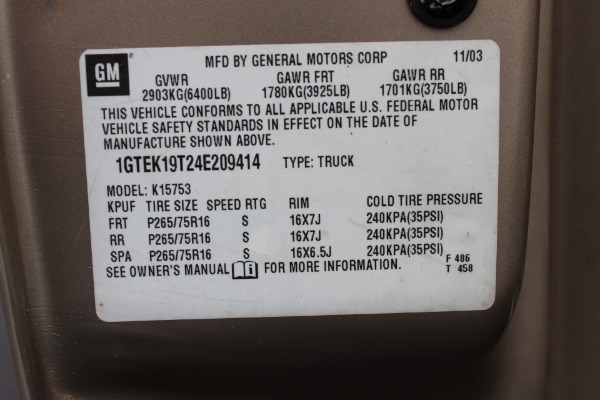 GM MFD BY GENERAL MOTORS CORP 11/03
GVWR GAWR FRT GAWR RR
2903KG(6400LB) 1780KG(3925LB) 1701KG(3750LB)
THIS VEHICLE CONFORMS TO ALL APPLICABLE U.S. FEDERAL MOTOR
VEHICLE SAFETY STANDARDS IN EFFECT ON THE DATE OF
MANUFACTURE SHOWN ABOVE.
1GTEK19T24E209414 TYPE: TRUCK
MODEL: K15753
KPUF TIRE SIZE SPEED RTG RIM COLD TIRE PRESSURE
FRT P265/75R16 S 16X7J 240KPA(35PSI)
RR P265/75R16 S 16X7J 240KPA(35PSI)
SPA P265/75R16 S 16X6.5J 240KPA(35PSI)
SEE OWNER'S MANUAL i FOR MORE INFORMATION. F 486
T 458